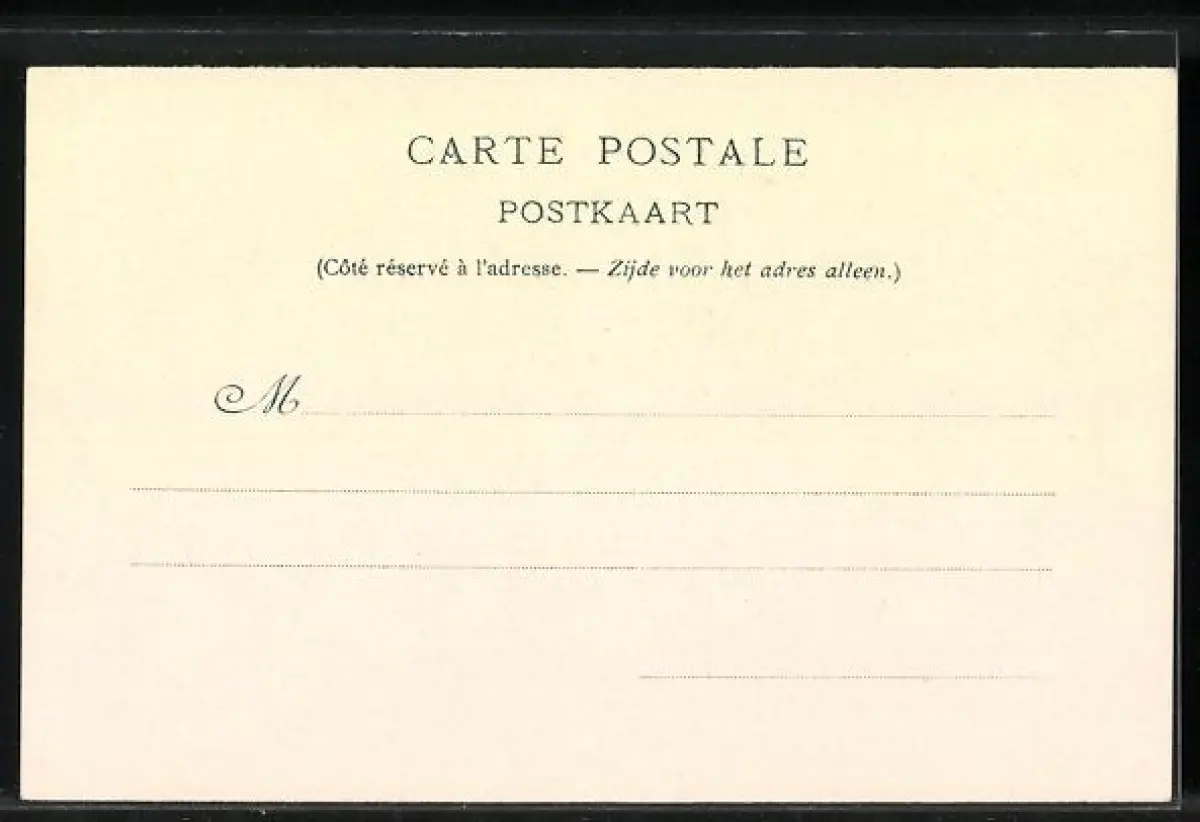 CARTE POSTALE
POSTKAART
(Côté réservé à l'adresse. — Zijde voor het adres alleen.)
M